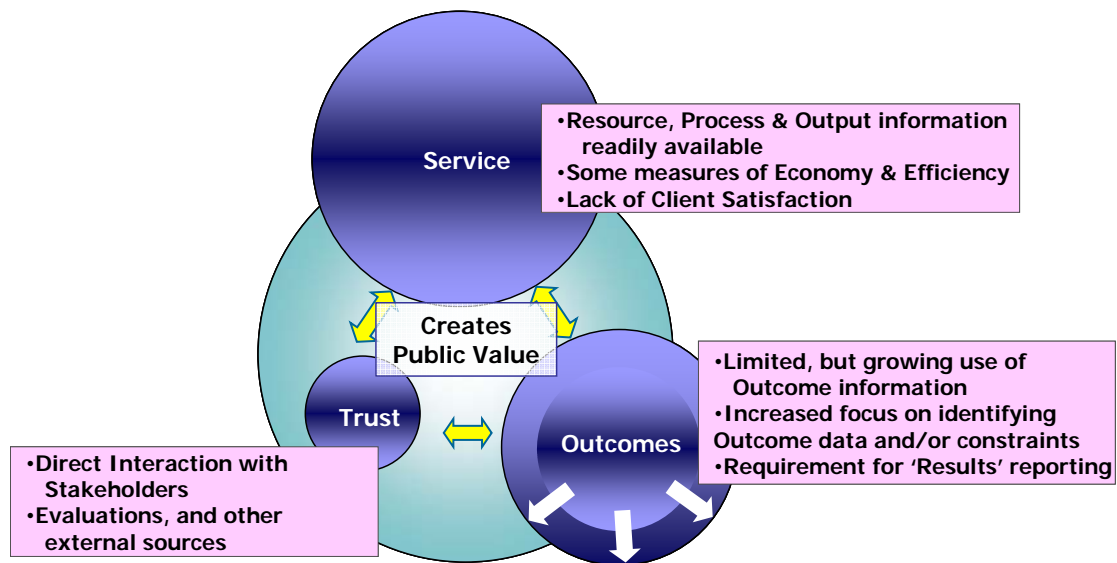 Service
•Resource, Process & Output information
readily available
•Some measures of Economy & Efficiency
•Lack of Client Satisfaction
Creates
Public Value
•Limited, but growing use of
Outcome information
•Increased focus on identifying
Outcome data and/or constraints
•Requirement for ‘Results’ reporting
Trust
Outcomes
•Direct Interaction with
Stakeholders
•Evaluations, and other
external sources